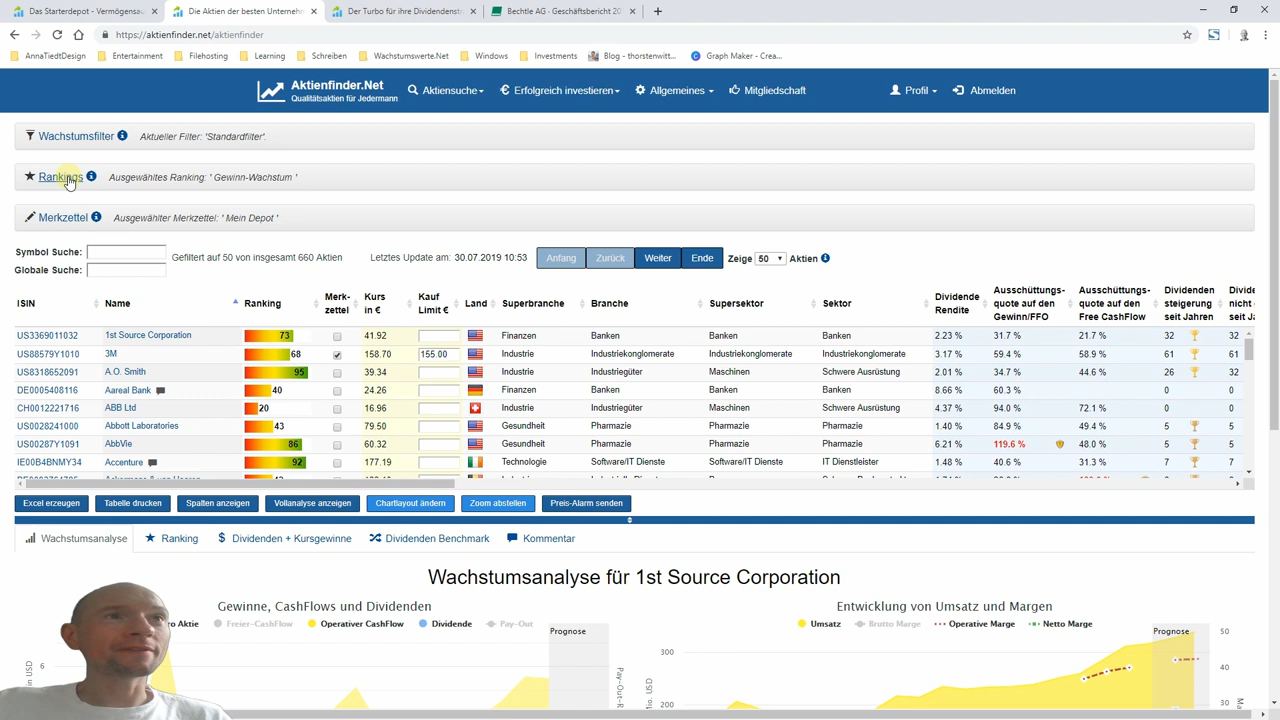 Das Starterdepot - Vermögensau
Die Aktien der besten Unternehm
Der Turbo für ihre Dividendenst
Bechtle AG - Geschäftsbericht 20
https://aktienfinder.net/aktienfinder
AnnaTiedtDesign Entertainment Filehosting Learning Schreiben Wachstumswerte.Net Windows Investments Blog - thorstenwitt... Graph Maker - Crea...
Aktienfinder.Net
Qualitätsaktien für Jedermann
Aktiensuche Erfolgreich investieren Allgemeines Mitgliedschaft Profil Abmelden
Wachstumsfilter Aktueller Filter: 'Standardfilter'.
Rankings Ausgewähltes Ranking: ' Gewinn-Wachstum '
Merkzettel Ausgewählter Merkzettel: ' Mein Depot '
Symbol Suche:
Globale Suche:
Gefiltert auf 50 von insgesamt 660 Aktien
Letztes Update am: 30.07.2019 10:53
Anfang Zurück Weiter Ende Zeige 50 Aktien
ISIN Name Ranking Merk-zettel Kurs in € Kauf Limit € Land Superbranche Branche Supersektor Sektor Dividende Rendite Ausschüttungs-quote auf den Gewinn/FFO Ausschüttungs-quote auf den Free CashFlow Dividenden steigerung seit Jahren Divide nicht g seit Ja
US3369011032 1st Source Corporation 73 41.92 Finanzen Banken Banken Banken 2.23 % 31.7 % 21.7 % 32 32
US88579Y1010 3M 68 158.70 155.00 Industrie Industriekonglomerate Industriekonglomerate Industriekonglomerate 3.17 % 59.4 % 58.9 % 61 61
US8318652091 A.O. Smith 95 39.34 Industrie Industriegüter Maschinen Schwere Ausrüstung 2.01 % 34.7 % 44.6 % 26 32
DE0005408116 Aareal Bank 40 24.26 Finanzen Banken Banken Banken 8.66 % 60.3 % 0 0
CH0012221716 ABB Ltd 20 16.96 Industrie Industriegüter Maschinen Schwere Ausrüstung 4.37 % 94.0 % 72.1 % 0 0
US0028241000 Abbott Laboratories 43 79.50 Gesundheit Pharmazie Pharmazie Pharmazie 1.40 % 84.9 % 49.4 % 5 5
US00287Y1091 AbbVie 86 60.32 Gesundheit Pharmazie Pharmazie Pharmazie 6.21 % 119.6 % 48.0 % 5 5
IE00B4BNMY34 Accenture 92 177.19 Technologie Software/IT Dienste Software/IT Dienste IT Dienstleister 1.48 % 40.6 % 31.3 % 7 7
Excel erzeugen Tabelle drucken Spalten anzeigen Vollanalyse anzeigen Chartlayout ändern Zoom abstellen Preis-Alarm senden
Wachstumsanalyse Ranking Dividenden + Kursgewinne Dividenden Benchmark Kommentar
Wachstumsanalyse für 1st Source Corporation
Gewinne, CashFlows und Dividenden
ro Aktie Freier-CashFlow Operativer CashFlow Dividende Pay-Out
Prognose
6
in USD
Pay-Out-R
Entwicklung von Umsatz und Margen
Umsatz Brutto Marge Operative Marge Netto Marge
Prognose
300
200
Mio. USD
50
40
30
Ma